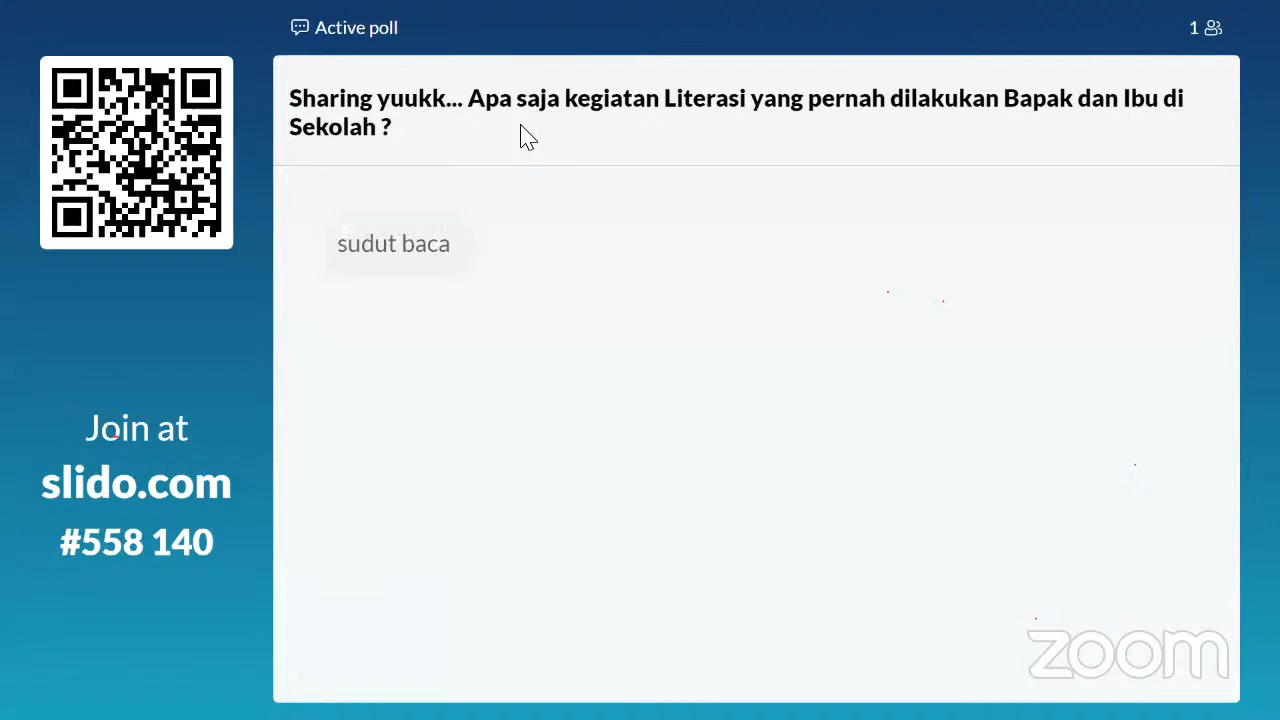 Active poll
1
Sharing yuukk... Apa saja kegiatan Literasi yang pernah dilakukan Bapak dan Ibu di
Sekolah ?
sudut baca
Join at
slido.com
#558 140
zoom